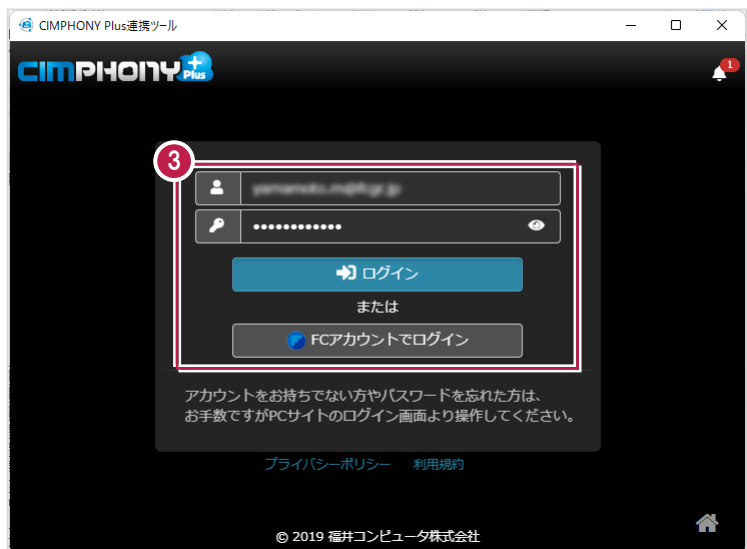 CIMPHONY Plus連携ツール
CIMPHONY Plus
1
3
••••••••••••
ログイン
または
FCアカウントでログイン
アカウントをお持ちでない方やパスワードを忘れた方は、
お手数ですがPCサイトのログイン画面より操作してください。
プライバシーポリシー 利用規約
© 2019 福井コンピュータ株式会社